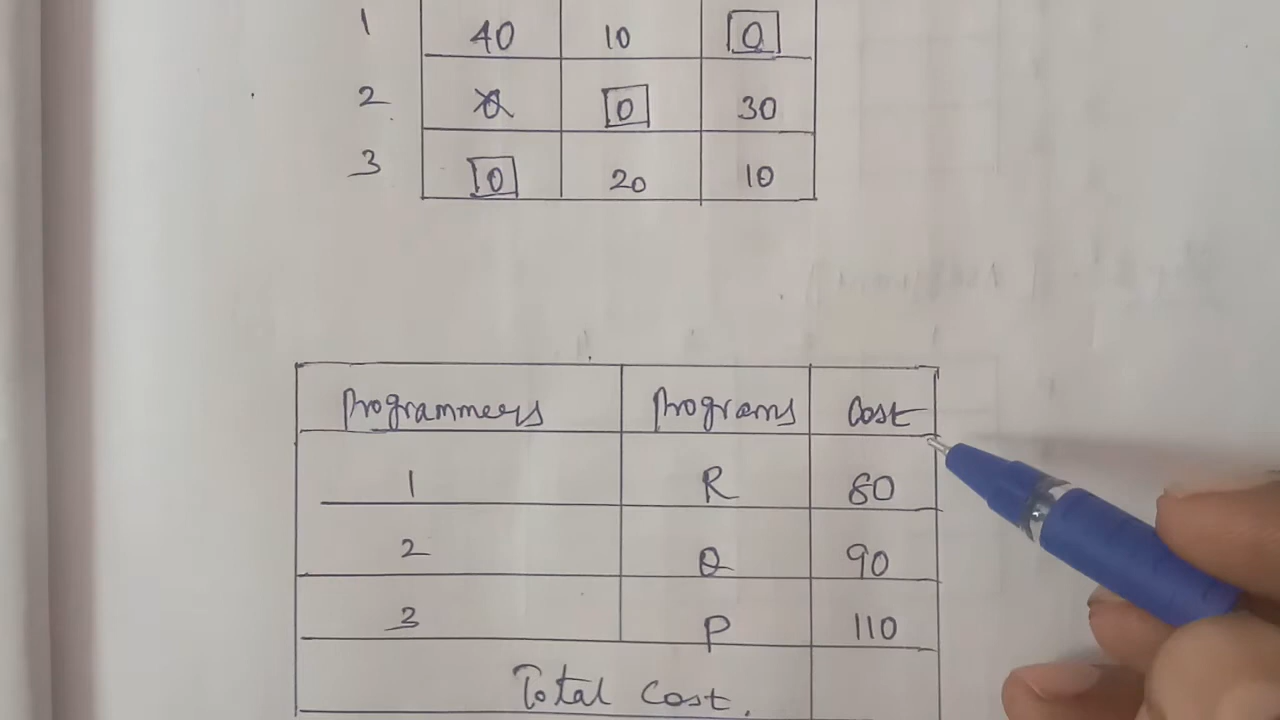 1 40 10 0
2 0 0 30
3 0 20 10
Programmers Programs Cost
1 R 80
2 Q 90
3 P 110
Total Cost.